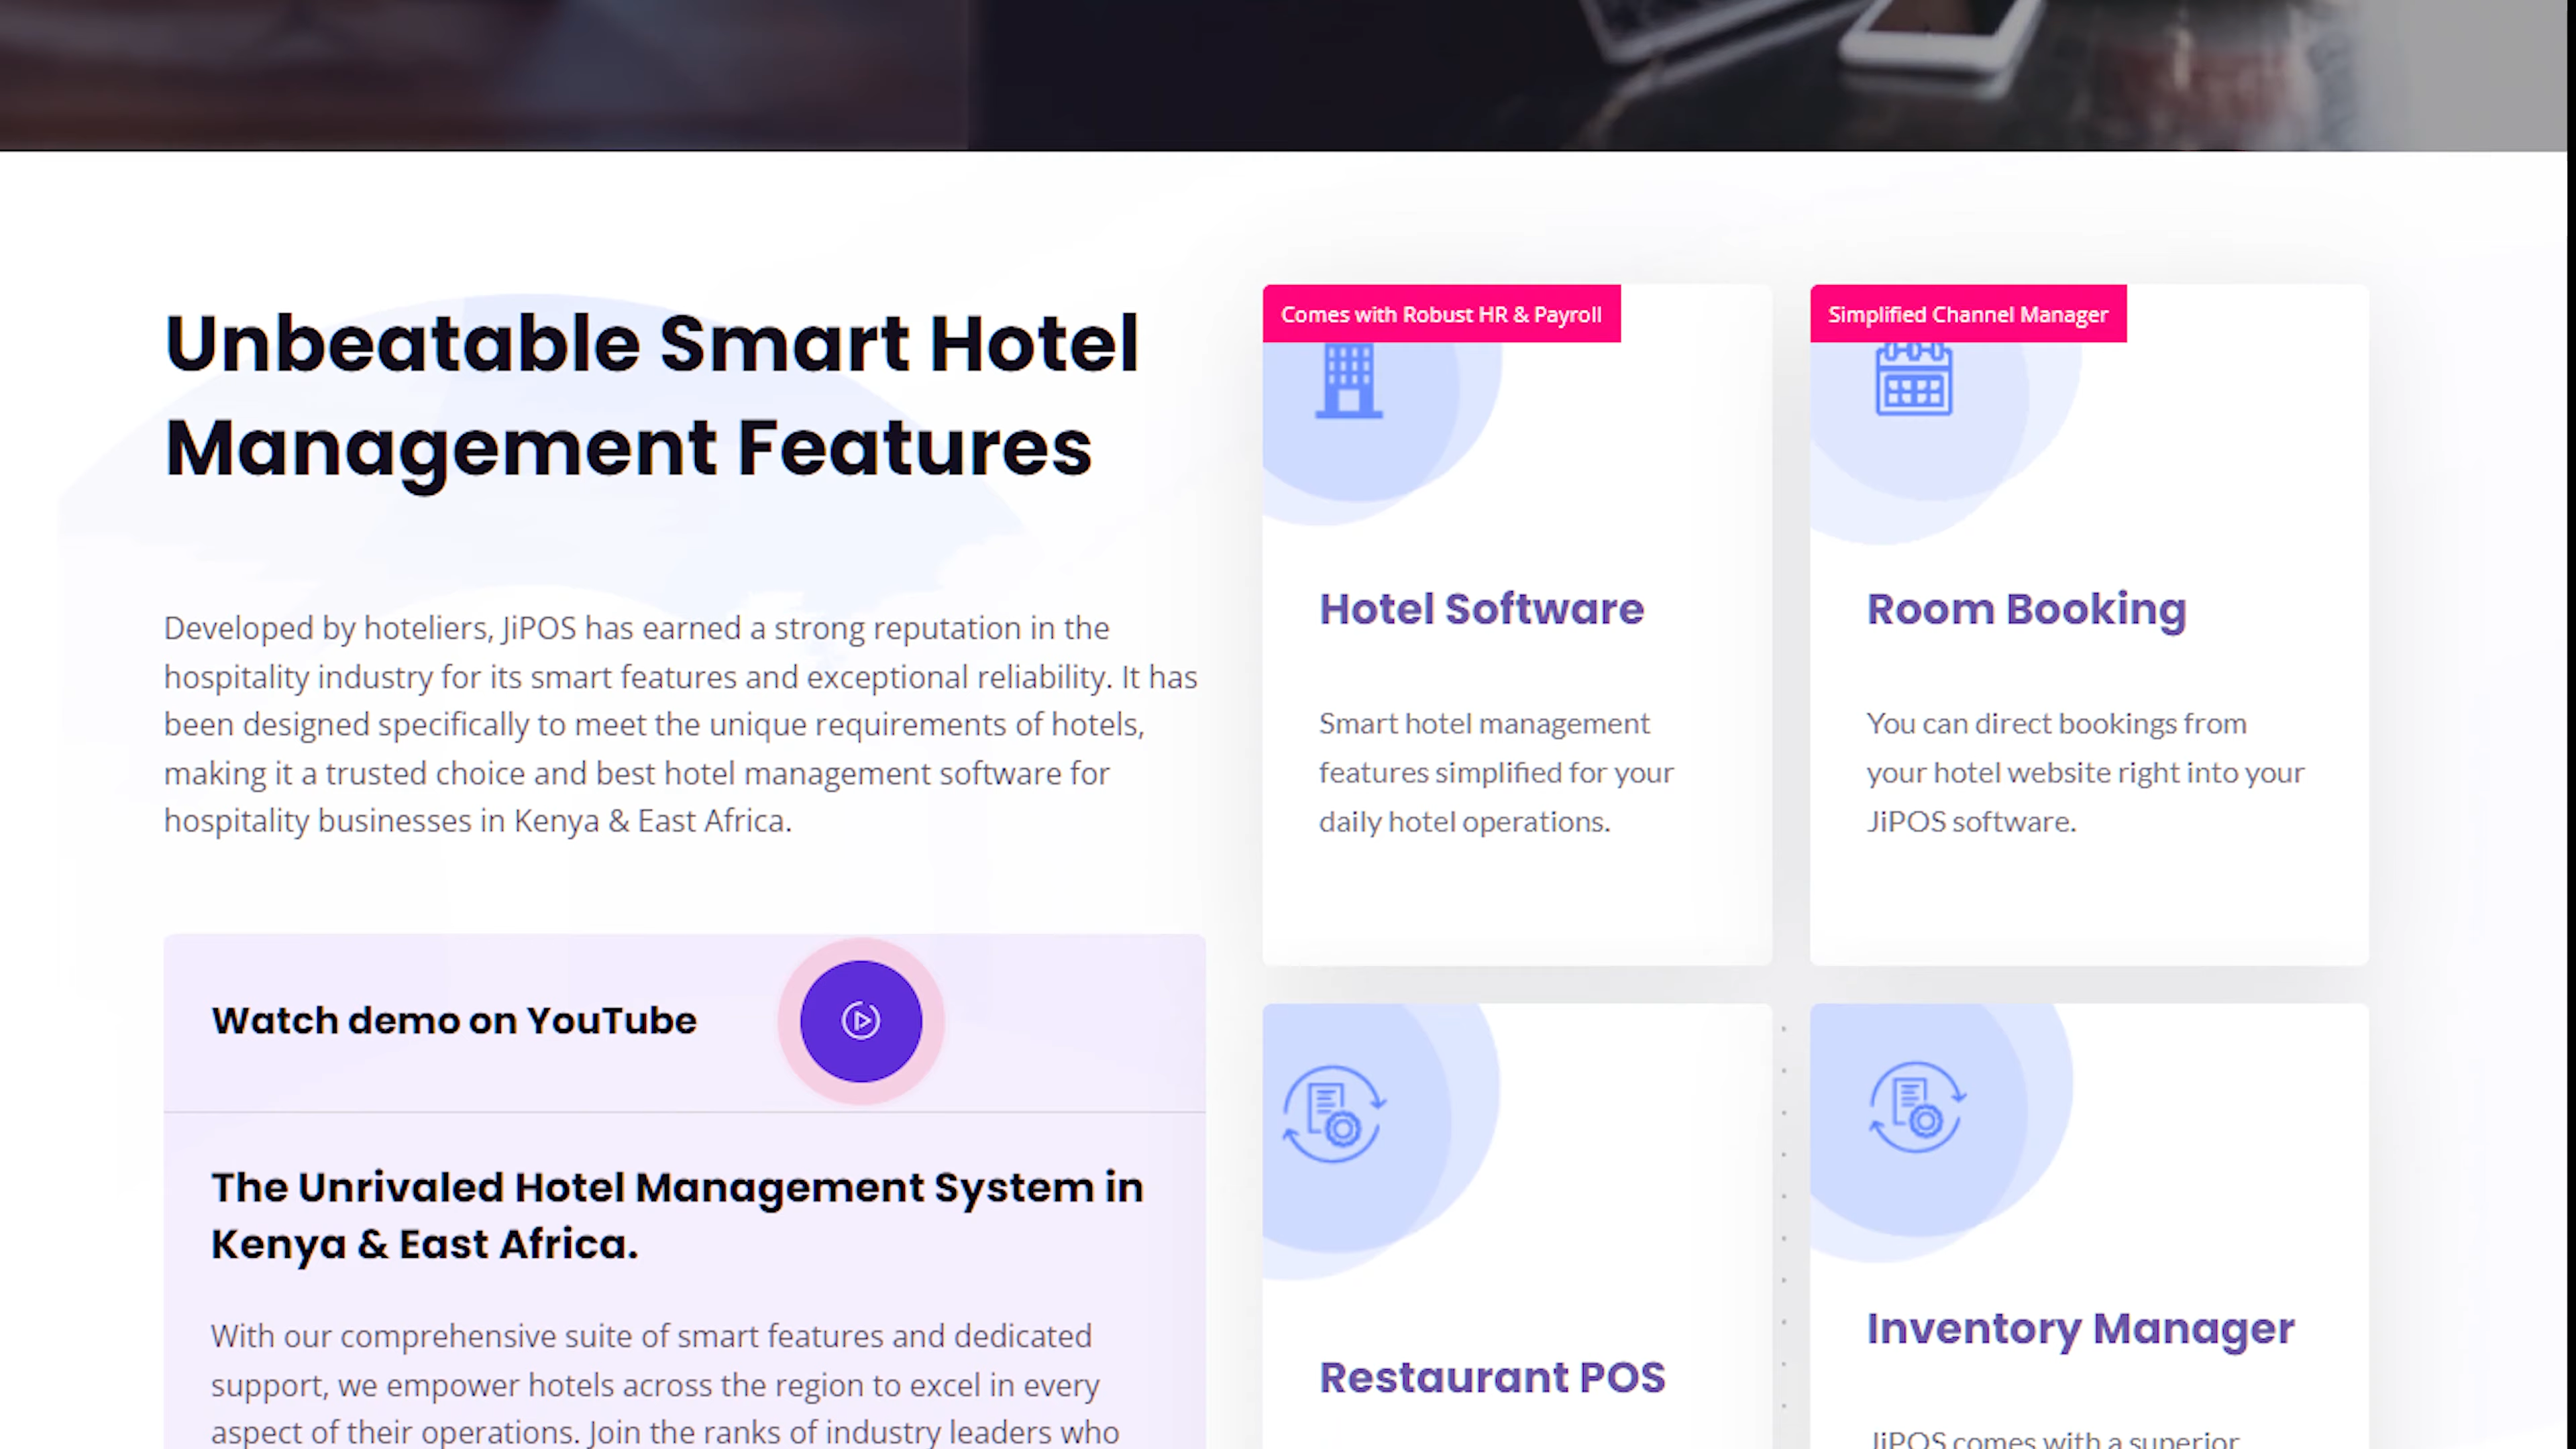 Unbeatable Smart Hotel
Management Features
Developed by hoteliers, JiPOS has earned a strong reputation in the
hospitality industry for its smart features and exceptional reliability. It has
been designed specifically to meet the unique requirements of hotels,
making it a trusted choice and best hotel management software for
hospitality businesses in Kenya & East Africa.
Watch demo on YouTube
The Unrivaled Hotel Management System in
Kenya & East Africa.
With our comprehensive suite of smart features and dedicated
support, we empower hotels across the region to excel in every
aspect of their operations. Join the ranks of industry leaders who
Comes with Robust HR & Payroll
Hotel Software
Smart hotel management
features simplified for your
daily hotel operations.
Simplified Channel Manager
Room Booking
You can direct bookings from
your hotel website right into your
JiPOS software.
Restaurant POS
Inventory Manager
JiPOS comes with a superior